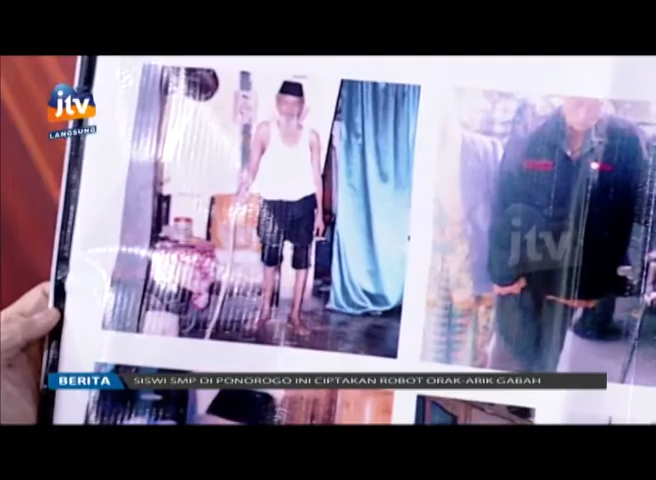 jtv
LANGSUNG
jtv
BERITA SISWI SMP DI PONOROGO INI CIPTAKAN ROBOT ORAK-ARIK GABAH